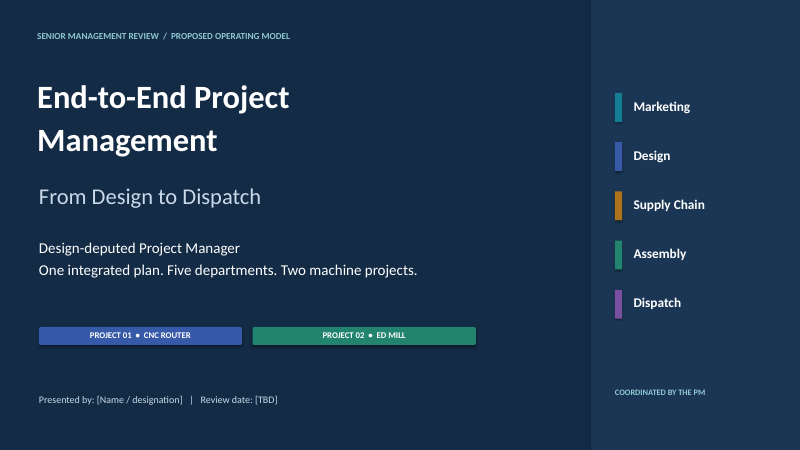 SENIOR MANAGEMENT REVIEW / PROPOSED OPERATING MODEL
End-to-End Project
Management
From Design to Dispatch
Design-deputed Project Manager
One integrated plan. Five departments. Two machine projects.
PROJECT 01 • CNC ROUTER
PROJECT 02 • ED MILL
Presented by: [Name / designation] | Review date: [TBD]
Marketing
Design
Supply Chain
Assembly
Dispatch
COORDINATED BY THE PM